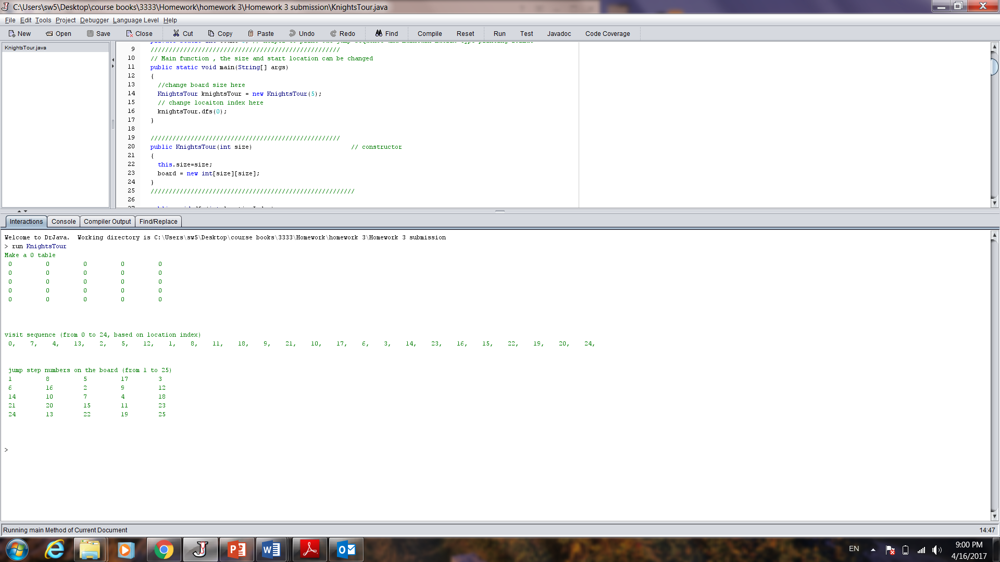 C:\Users\sw5\Desktop\course books\3333\Homework\homework 3\Homework 3 submission\KnightsTour.java
File Edit Tools Project Debugger Language Level Help
New Open Save Close Cut Copy Paste Undo Redo Find Compile Reset Run Test Javadoc Code Coverage
KnightsTour.java
9 ////////////////////////////////////////////////////
10 // Main function , the size and start location can be changed
11 public static void main(String[] args)
12 {
13 //change board size here
14 KnightsTour knightsTour = new KnightsTour(5);
15 // change locaiton index here
16 knightsTour.dfs(0);
17 }
18
19 ////////////////////////////////////////////////////
20 public KnightsTour(int size) // constructor
21 {
22 this.size=size;
23 board = new int[size][size];
24 }
25 ////////////////////////////////////////////////////////
26
Interactions Console Compiler Output Find/Replace
Welcome to DrJava. Working directory is C:\Users\sw5\Desktop\course books\3333\Homework\homework 3\Homework 3 submission
> run KnightsTour
Make a 0 table
0 0 0 0 0
0 0 0 0 0
0 0 0 0 0
0 0 0 0 0
0 0 0 0 0
visit sequence (from 0 to 24, based on location index)
0, 7, 4, 13, 2, 5, 12, 1, 8, 11, 18, 9, 21, 10, 17, 6, 3, 14, 23, 16, 15, 22, 19, 20, 24,
jump step numbers on the board (from 1 to 25)
1 8 5 17 3
6 16 2 9 12
14 10 7 4 18
21 20 15 11 23
24 13 22 19 25
>
Running main Method of Current Document 14:47
EN
9:00 PM
4/16/2017